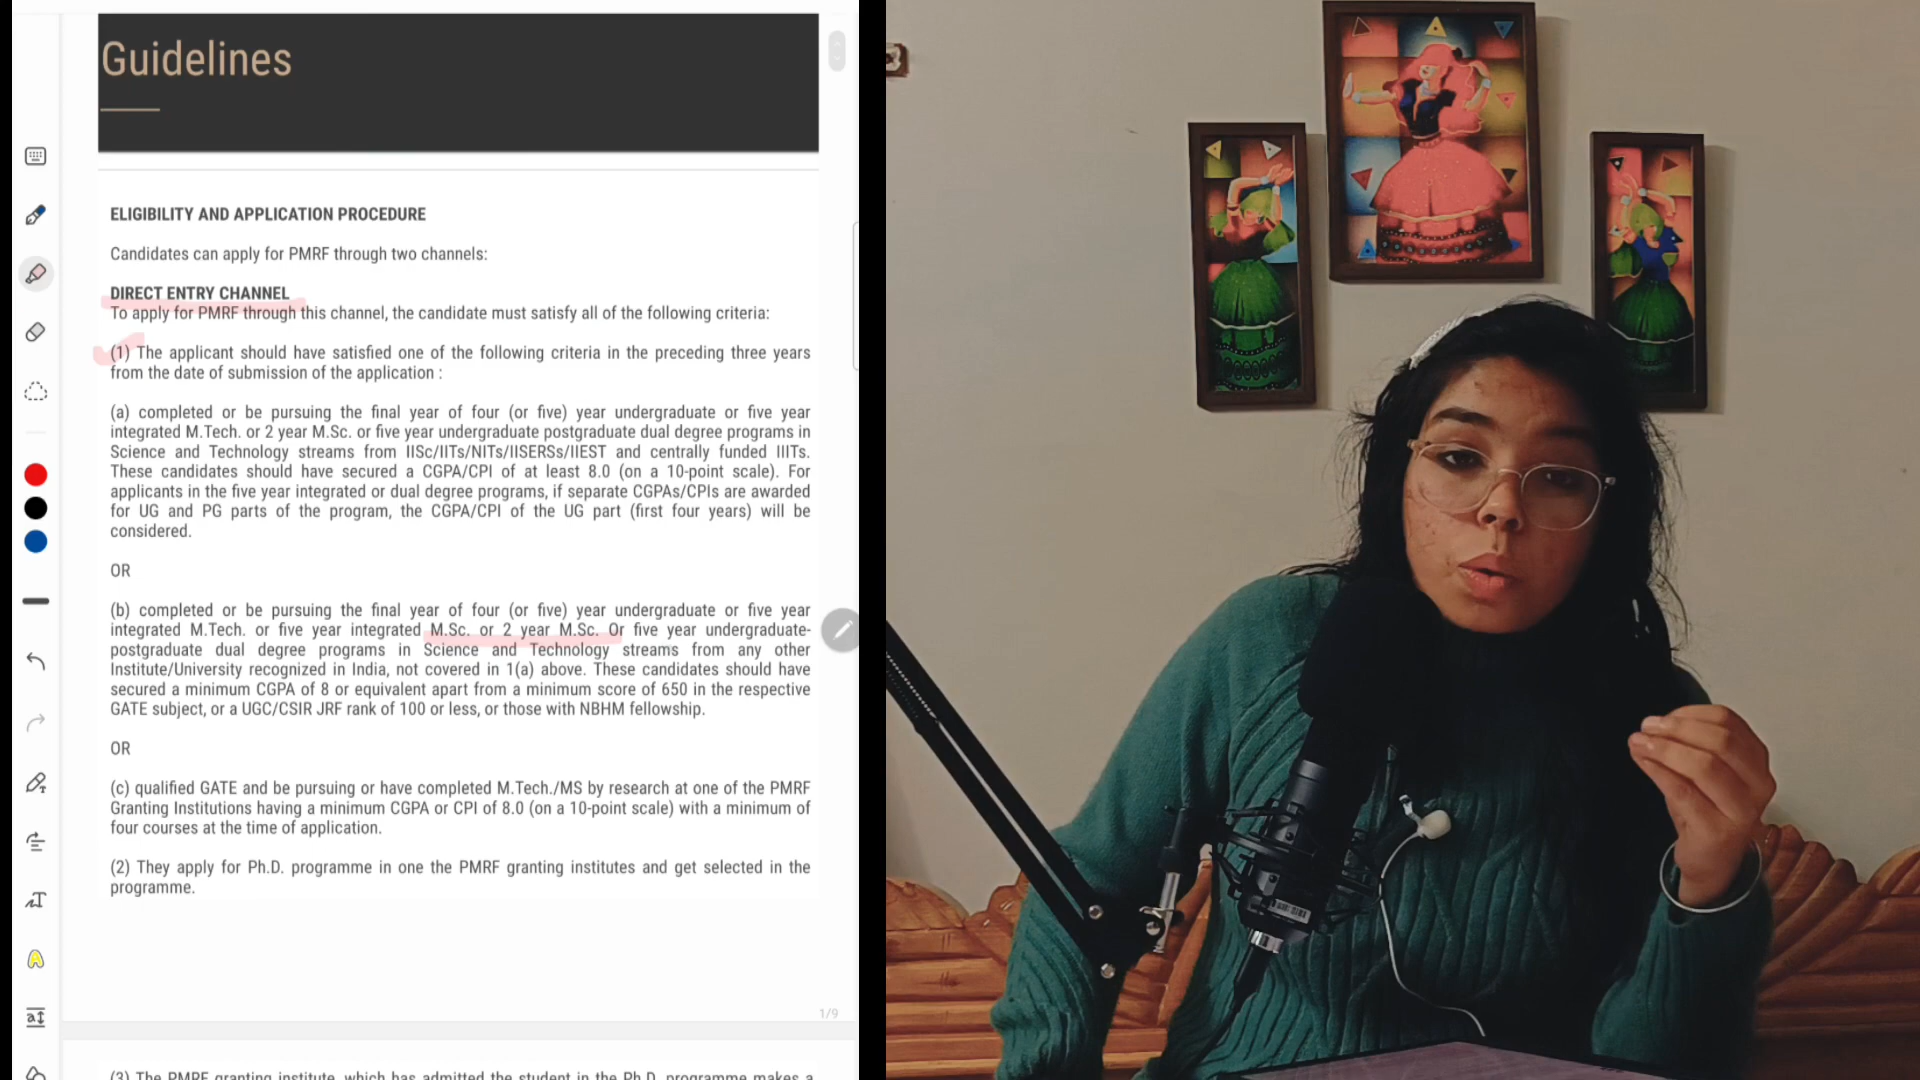 Guidelines
ELIGIBILITY AND APPLICATION PROCEDURE
Candidates can apply for PMRF through two channels:
DIRECT ENTRY CHANNEL
To apply for PMRF through this channel, the candidate must satisfy all of the following criteria:
(1) The applicant should have satisfied one of the following criteria in the preceding three years
from the date of submission of the application :
(a) completed or be pursuing the final year of four (or five) year undergraduate or five year
integrated M.Tech. or 2 year M.Sc. or five year undergraduate postgraduate dual degree programs in
Science and Technology streams from IISc/IITs/NITs/IISERSs/IIEST and centrally funded IIITs.
These candidates should have secured a CGPA/CPI of at least 8.0 (on a 10-point scale). For
applicants in the five year integrated or dual degree programs, if separate CGPAs/CPIs are awarded
for UG and PG parts of the program, the CGPA/CPI of the UG part (first four years) will be
considered.
OR
(b) completed or be pursuing the final year of four (or five) year undergraduate or five year
integrated M.Tech. or five year integrated M.Sc. or 2 year M.Sc. Or five year undergraduate-
postgraduate dual degree programs in Science and Technology streams from any other
Institute/University recognized in India, not covered in 1(a) above. These candidates should have
secured a minimum CGPA of 8 or equivalent apart from a minimum score of 650 in the respective
GATE subject, or a UGC/CSIR JRF rank of 100 or less, or those with NBHM fellowship.
OR
(c) qualified GATE and be pursuing or have completed M.Tech./MS by research at one of the PMRF
Granting Institutions having a minimum CGPA or CPI of 8.0 (on a 10-point scale) with a minimum of
four courses at the time of application.
(2) They apply for Ph.D. programme in one the PMRF granting institutes and get selected in the
programme.
1/9
(3) The PMRF granting institute, which has admitted the student in the Ph.D. programme makes a